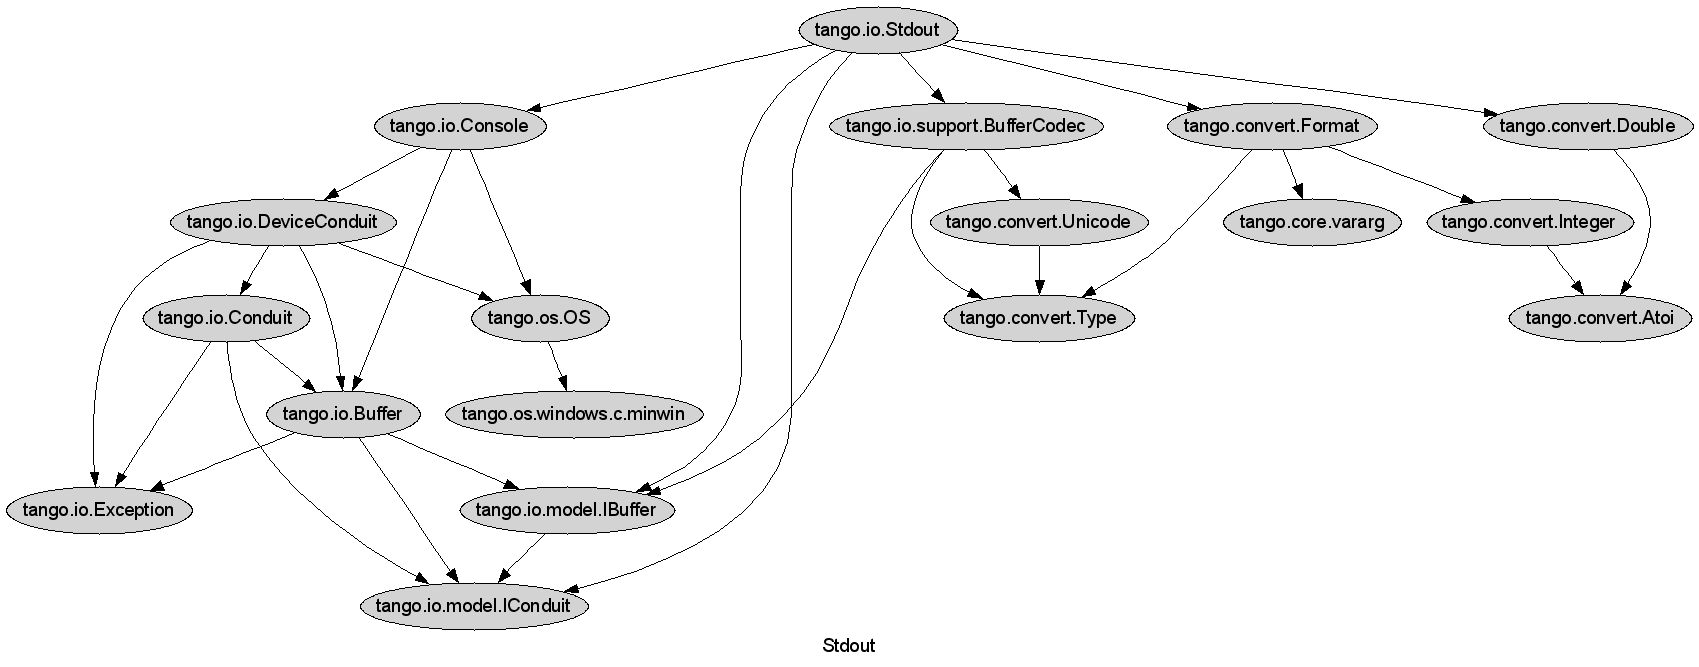 tango.io.Stdout
tango.io.Console
tango.io.support.BufferCodec
tango.convert.Format
tango.convert.Double
tango.io.DeviceConduit
tango.convert.Unicode
tango.core.vararg
tango.convert.Integer
tango.io.Conduit
tango.os.OS
tango.convert.Type
tango.convert.Atoi
tango.io.Buffer
tango.os.windows.c.minwin
tango.io.Exception
tango.io.model.IBuffer
tango.io.model.IConduit
Stdout